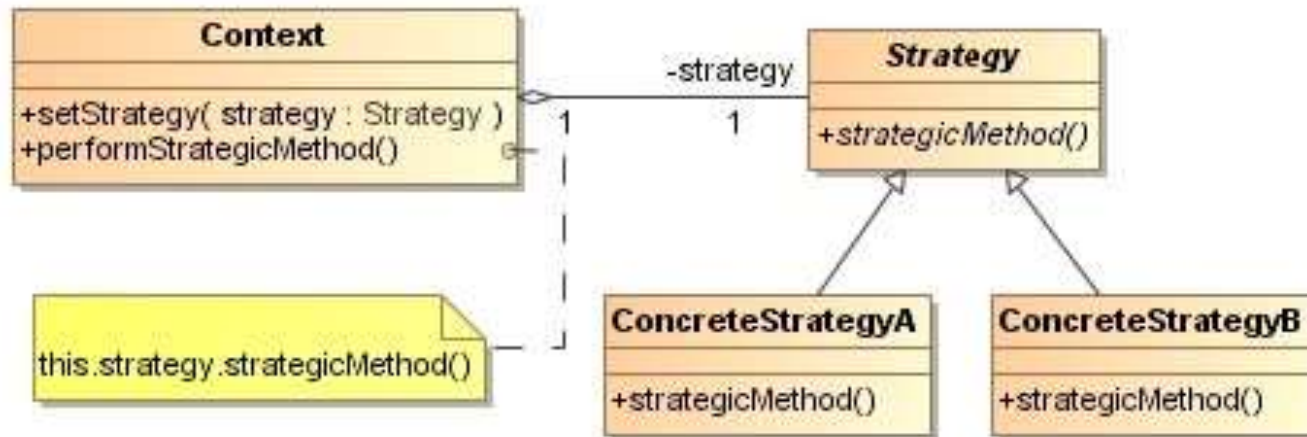 Context
+setStrategy( strategy : Strategy )
+performStrategicMethod()
-strategy
1
1
Strategy
+strategicMethod()
this.strategy.strategicMethod()
ConcreteStrategyA
+strategicMethod()
ConcreteStrategyB
+strategicMethod()